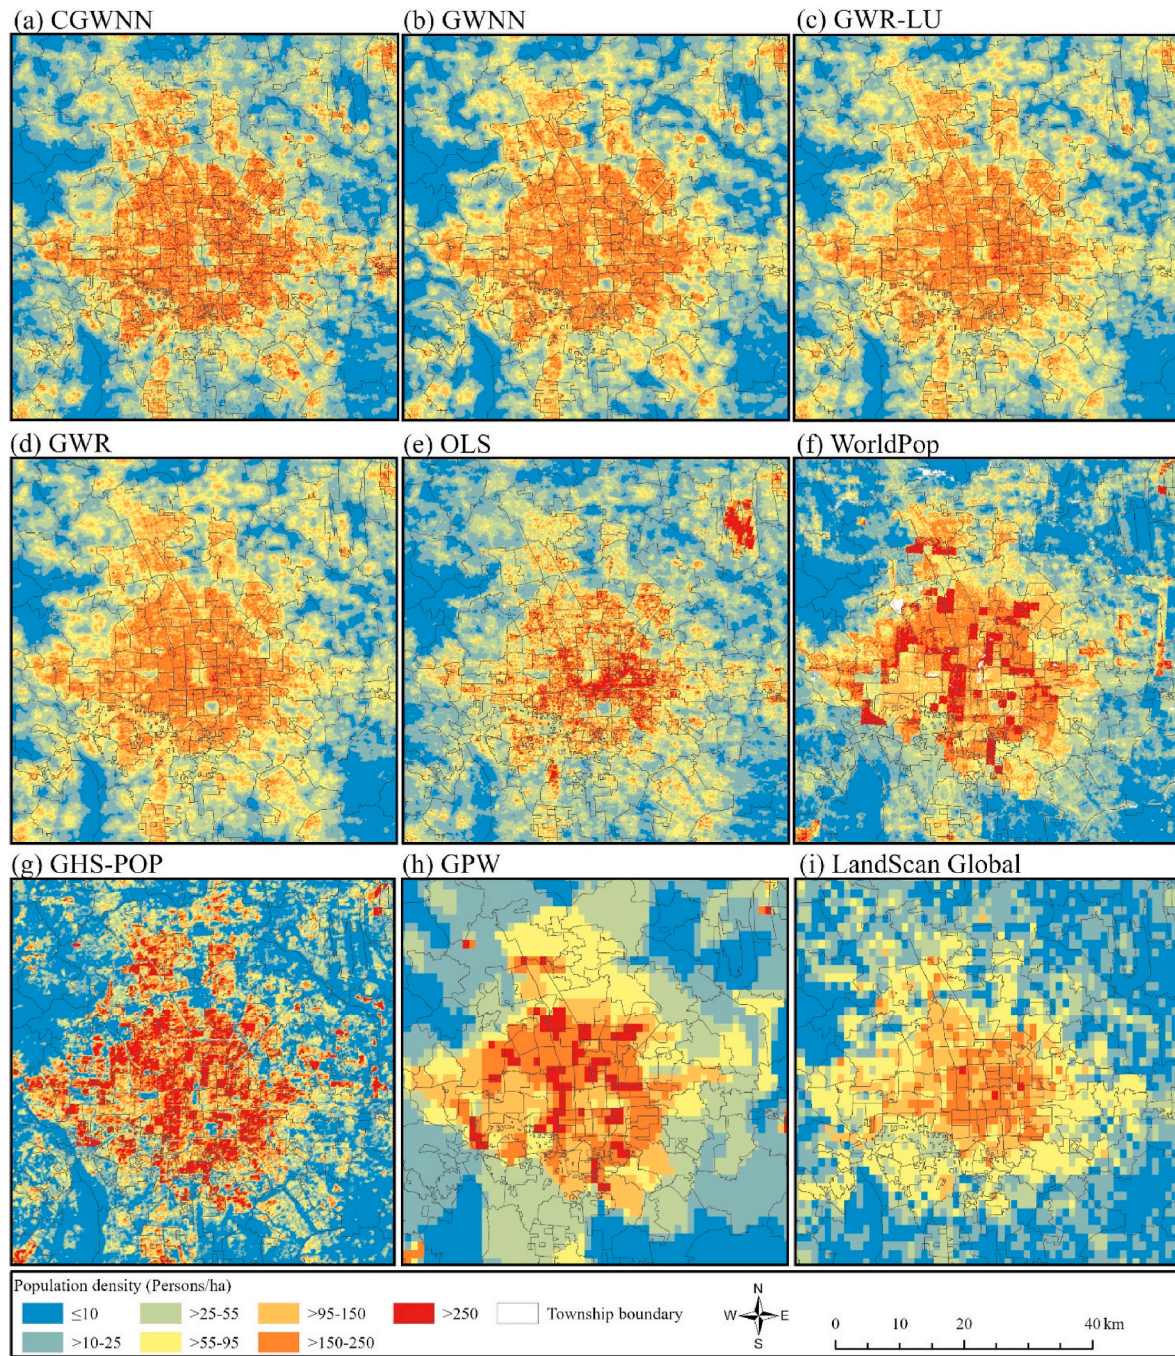 (a) CGWNN
(b) GWNN
(c) GWR-LU
(d) GWR
(e) OLS
(f) WorldPop
(g) GHS-POP
(h) GPW
(i) LandScan Global
Population density (Persons/ha)
≤10
>25-55
>95-150
>250
Township boundary
>10-25
>55-95
>150-250
N
W
E
S
0
10
20
40 km